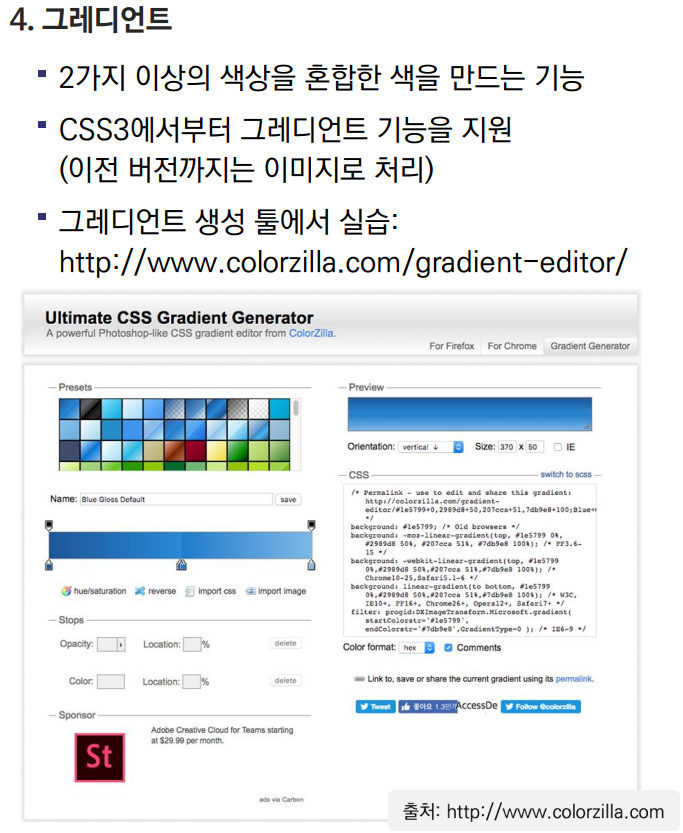 4. 그레디언트
2가지 이상의 색상을 혼합한 색을 만드는 기능
CSS3에서부터 그레디언트 기능을 지원
(이전 버전까지는 이미지로 처리)
그레디언트 생성 툴에서 실습:
http://www.colorzilla.com/gradient-editor/
Ultimate CSS Gradient Generator
A powerful Photoshop-like CSS gradient editor from ColorZilla.
For Firefox For Chrome Gradient Generator
Presets
Name: Blue Gloss Default save
hue/saturation reverse import css import image
Stops
Opacity: Location: % delete
Color: Location: % delete
Sponsor
St
Adobe Creative Cloud for Teams starting
at $29.99 per month.
ads via Carbon
Preview
Orientation: vertical ↓ Size: 370 x 50 IE
CSS switch to scss
/* Permalink - use to edit and share this gradient:
http://colorzilla.com/gradient-
editor/#1e5799+0,2989d8+50,207cca+51,7db9e8+100;Blue+
*/
background: #1e5799; /* Old browsers */
background: -moz-linear-gradient(top, #1e5799 0%,
#2989d8 50%, #207cca 51%, #7db9e8 100%); /* FF3.6-
15 */
background: -webkit-linear-gradient(top, #1e5799
0%,#2989d8 50%,#207cca 51%,#7db9e8 100%); /*
Chrome10-25,Safari5.1-6 */
background: linear-gradient(to bottom, #1e5799
0%,#2989d8 50%,#207cca 51%,#7db9e8 100%); /* W3C,
IE10+, FF16+, Chrome26+, Opera12+, Safari7+ */
filter: progid:DXImageTransform.Microsoft.gradient(
startColorstr='#1e5799',
endColorstr='#7db9e8',GradientType=0 ); /* IE6-9 */
Color format: hex Comments
Link to, save or share the current gradient using its permalink.
Tweet 좋아요 1.3만 AccessDe Follow @colorzilla
출처: http://www.colorzilla.com